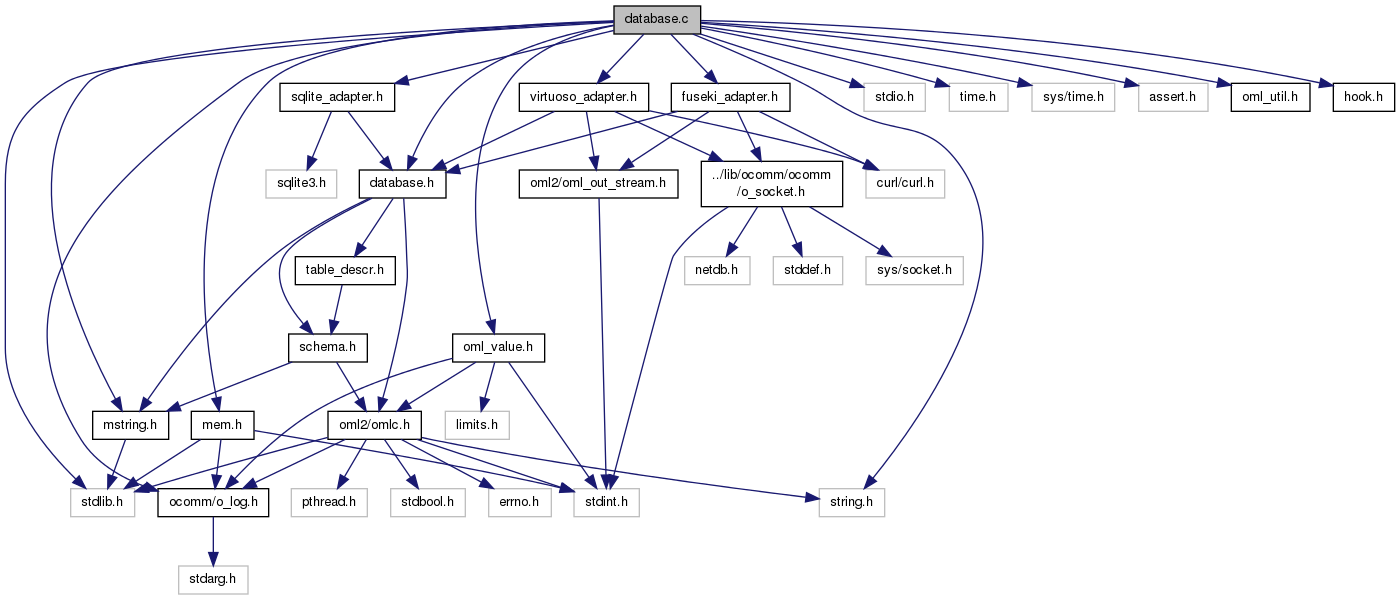 database.c
sqlite_adapter.h
virtuoso_adapter.h
fuseki_adapter.h
stdio.h
time.h
sys/time.h
assert.h
oml_util.h
hook.h
sqlite3.h
database.h
oml2/oml_out_stream.h
../lib/ocomm/ocomm
/o_socket.h
curl/curl.h
table_descr.h
netdb.h
stddef.h
sys/socket.h
schema.h
oml_value.h
mstring.h
mem.h
oml2/omlc.h
limits.h
stdlib.h
ocomm/o_log.h
pthread.h
stdbool.h
errno.h
stdint.h
string.h
stdarg.h